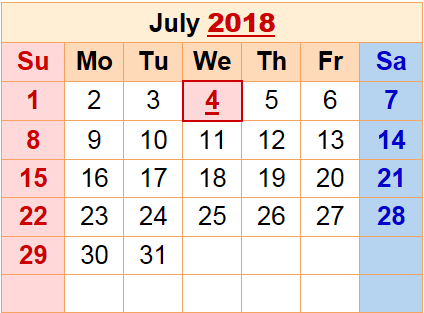 July 2018
Su Mo Tu We Th Fr Sa
1 2 3 4 5 6 7
8 9 10 11 12 13 14
15 16 17 18 19 20 21
22 23 24 25 26 27 28
29 30 31